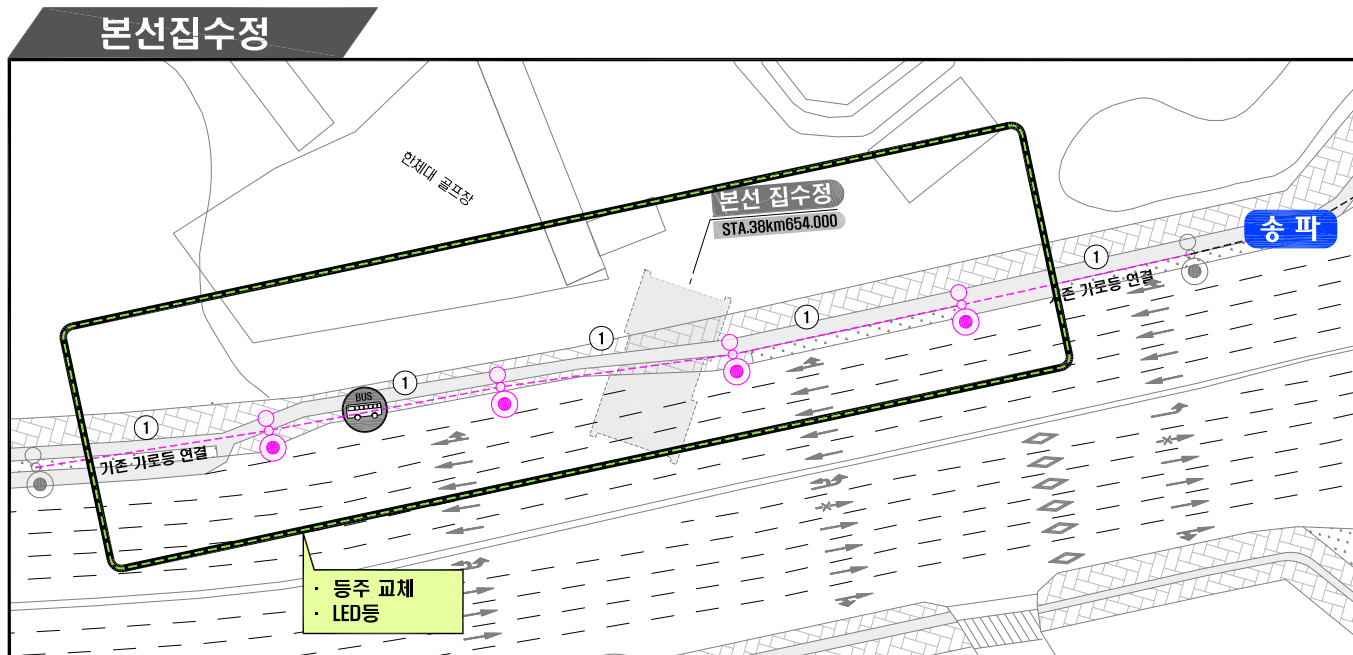 본선집수정
한체대 골프장
본선 집수정
STA.38km654.000
송 파
1
기존 가로등 연결
1
1
1
BUS
1
기존 가로등 연결
· 등주 교체
· LED등